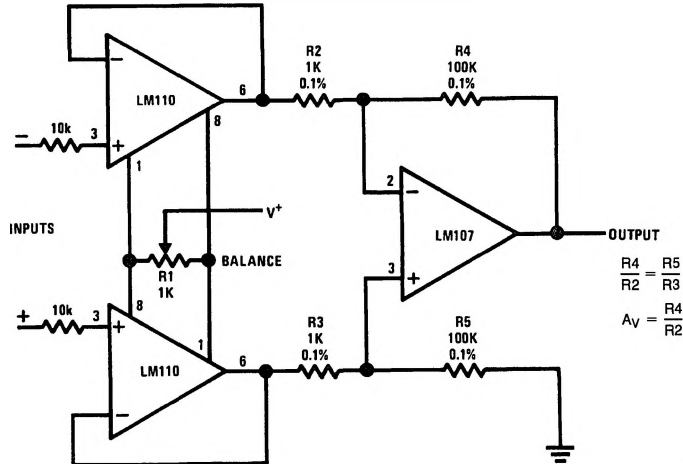 R2
1K
0.1%
R4
100K
0.1%
−
LM110
6
8
10k
3
+
−
1
2
−
LM107
3
+
V+
INPUTS
R1
1K
BALANCE
OUTPUT
R4/R2 = R5/R3
AV = R4/R2
8
+
10k
3
+
1
6
LM110
−
R3
1K
0.1%
R5
100K
0.1%